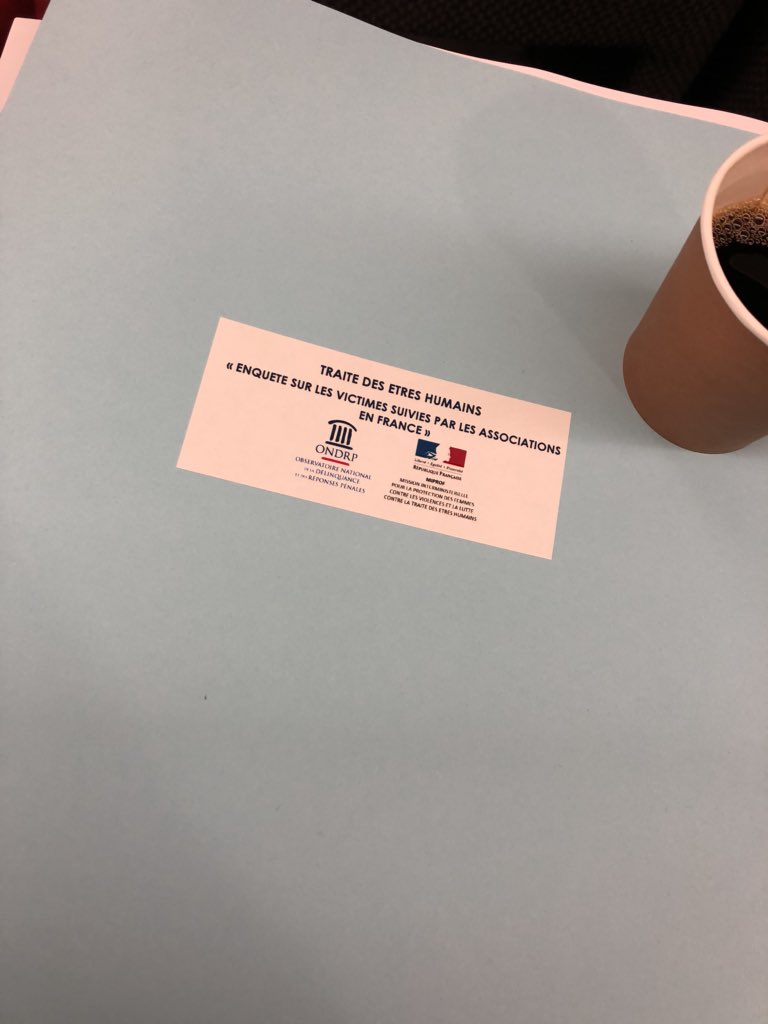 TRAITE DES ETRES HUMAINS
« ENQUETE SUR LES VICTIMES SUIVIES PAR LES ASSOCIATIONS
EN FRANCE »
ONDRP
OBSERVATOIRE NATIONAL
DE LA DÉLINQUANCE
ET DES RÉPONSES PÉNALES
Liberté • Égalité • Fraternité
RÉPUBLIQUE FRANÇAISE
MIPROF
MISSION INTERMINISTERIELLE
POUR LA PROTECTION DES FEMMES
CONTRE LES VIOLENCES ET LA LUTTE
CONTRE LA TRAITE DES ETRES HUMAINS